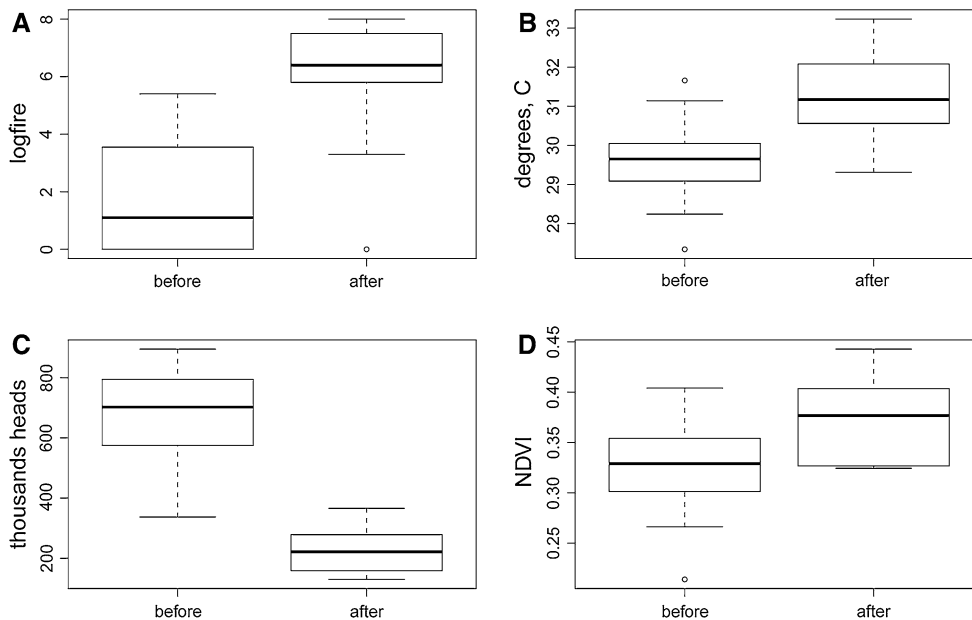 A
logfire
8
6
4
2
0
before
after
B
degrees, C
33
32
31
30
29
28
before
after
C
thousands heads
800
600
400
200
before
after
D
NDVI
0.45
0.40
0.35
0.30
0.25
before
after